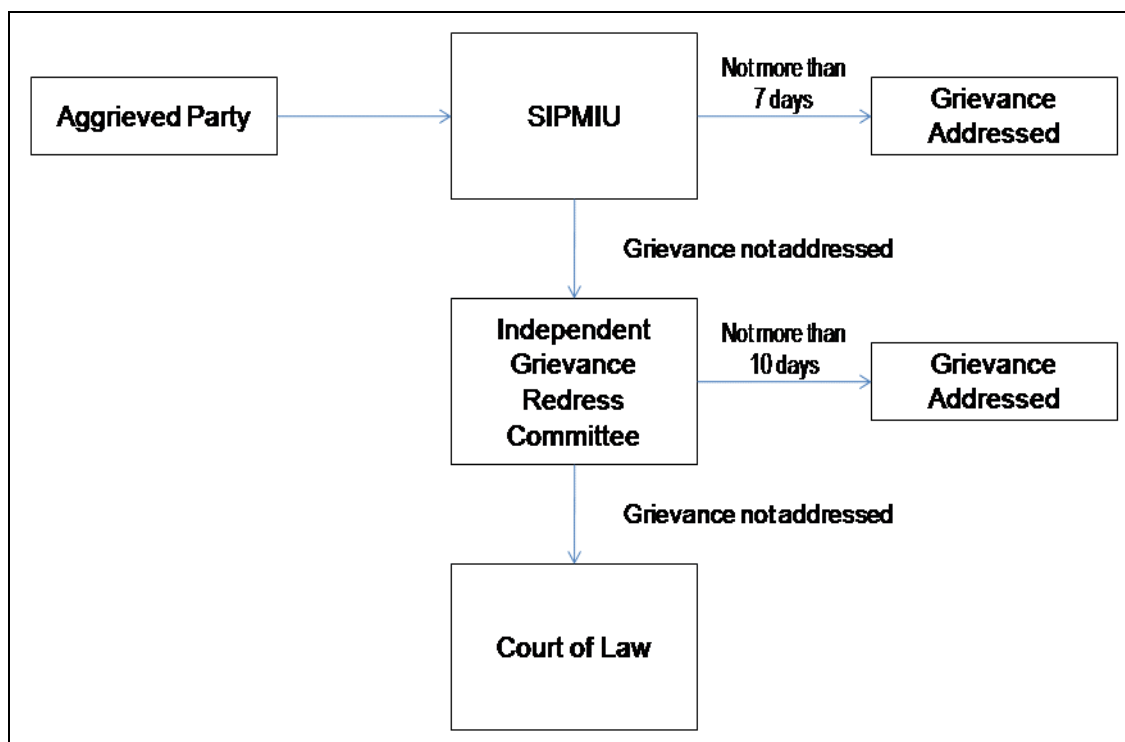 Aggrieved Party
SIPMIU
Not more than
7 days
Grievance
Addressed
Grievance not addressed
Independent
Grievance
Redress
Committee
Not more than
10 days
Grievance
Addressed
Grievance not addressed
Court of Law